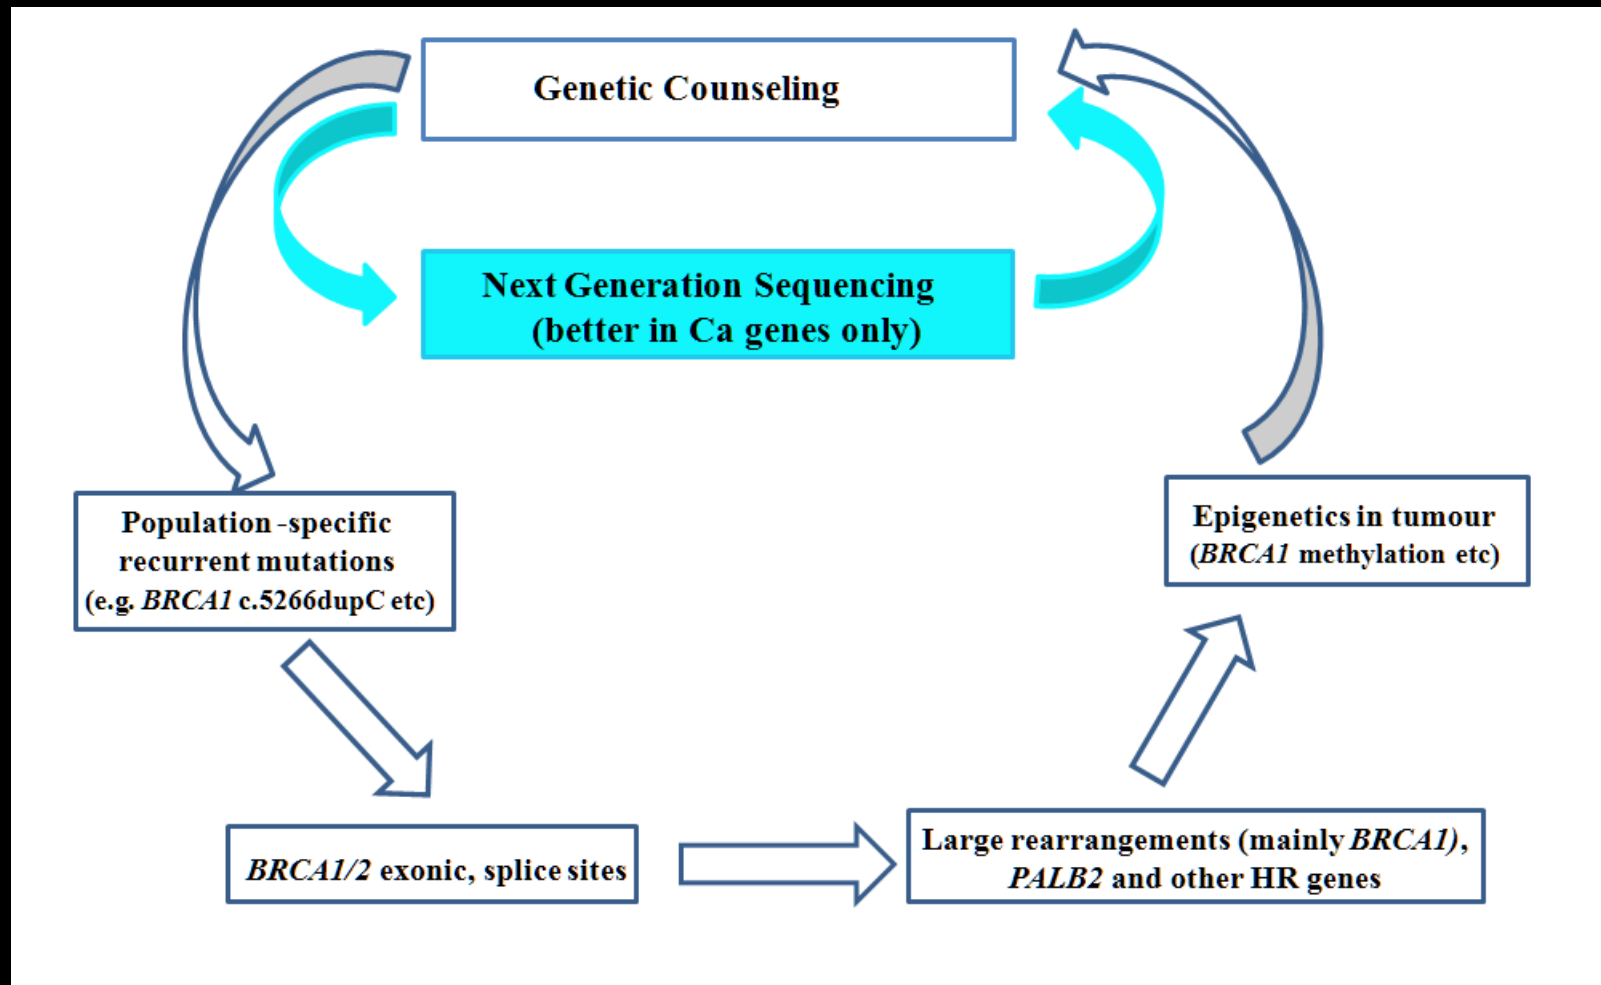 Genetic Counseling
Next Generation Sequencing
(better in Ca genes only)
Population -specific
recurrent mutations
(e.g. BRCA1 c.5266dupC etc)
Epigenetics in tumour
(BRCA1 methylation etc)
BRCA1/2 exonic, splice sites
Large rearrangements (mainly BRCA1),
PALB2 and other HR genes